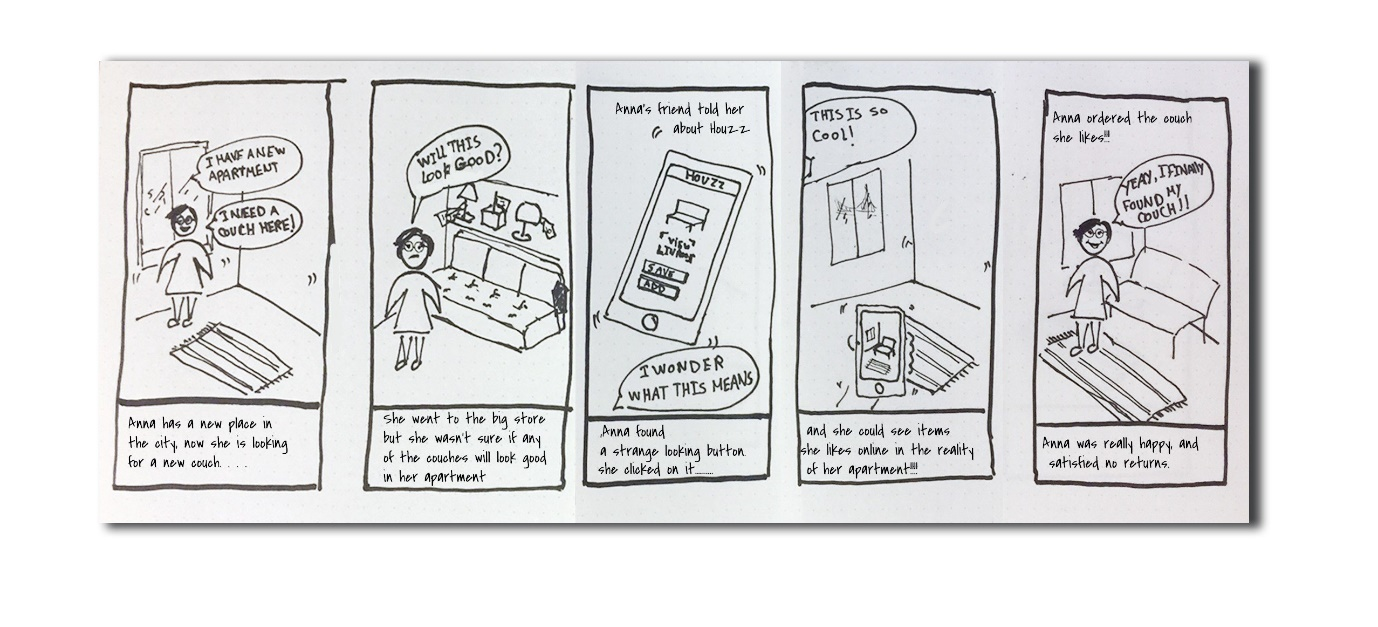 I HAVE A NEW
APARTMENT
I NEED A
COUCH HERE!
Anna has a new place in
the city, now she is looking
for a new couch. . . .
WILL THIS
LOOK GOOD?
She went to the big store
but she wasn't sure if any
of the couches will look good
in her apartment
Anna's friend told her
about Houzz
HOUZZ
VIEW
SAVE
ADD
I WONDER
WHAT THIS MEANS
Anna found
a strange looking button.
she clicked on it........
THIS IS SO
COOL!
and she could see items
she likes online in the reality
of her apartment!!!!
Anna ordered the couch
she likes!!!
YEAY, I FINALLY
FOUND MY
COUCH!!
Anna was really happy, and
satisfied no returns.